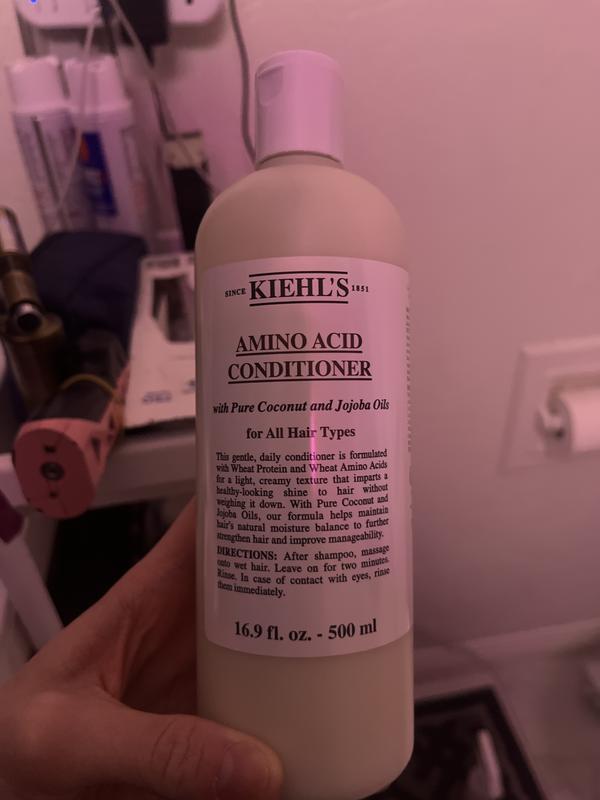 SINCE KIEHL'S 1851
AMINO ACID
CONDITIONER
with Pure Coconut and Jojoba Oils
for All Hair Types
This gentle, daily conditioner is formulated
with Wheat Protein and Wheat Amino Acids
for a light, creamy texture that imparts a
healthy-looking shine to hair without
weighing it down. With Pure Coconut and
Jojoba Oils, our formula helps maintain
hair's natural moisture balance to further
strengthen hair and improve manageability.
DIRECTIONS: After shampoo, massage
onto wet hair. Leave on for two minutes.
Rinse. In case of contact with eyes, rinse
them immediately.
16.9 fl. oz. - 500 ml